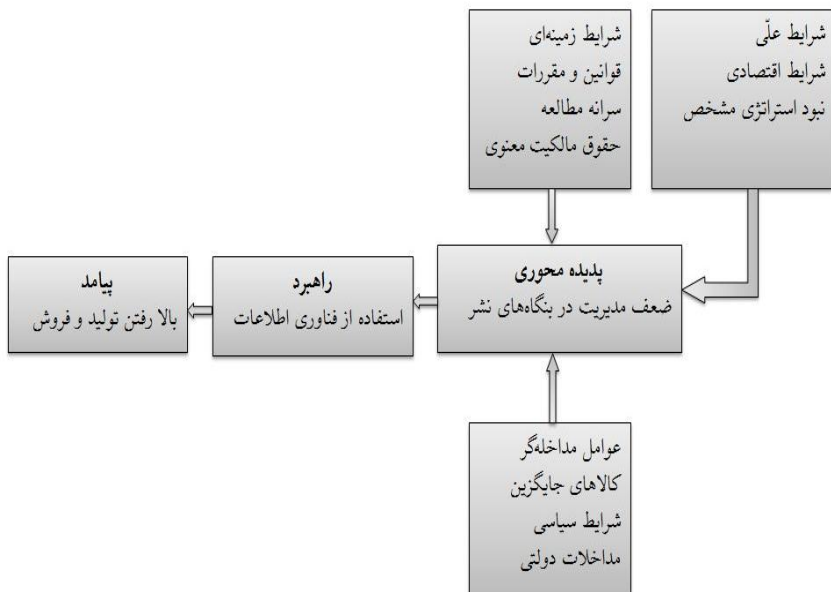 شرایط علّی
شرایط اقتصادی
نبود استراتژی مشخص
شرایط زمینه‌ای
قوانین و مقررات
سرانه مطالعه
حقوق مالکیت معنوی
پدیده محوری
ضعف مدیریت در بنگاه‌های نشر
راهبرد
استفاده از فناوری اطلاعات
پیامد
بالا رفتن تولید و فروش
عوامل مداخله‌گر
کالاهای جایگزین
شرایط سیاسی
مداخلات دولتی